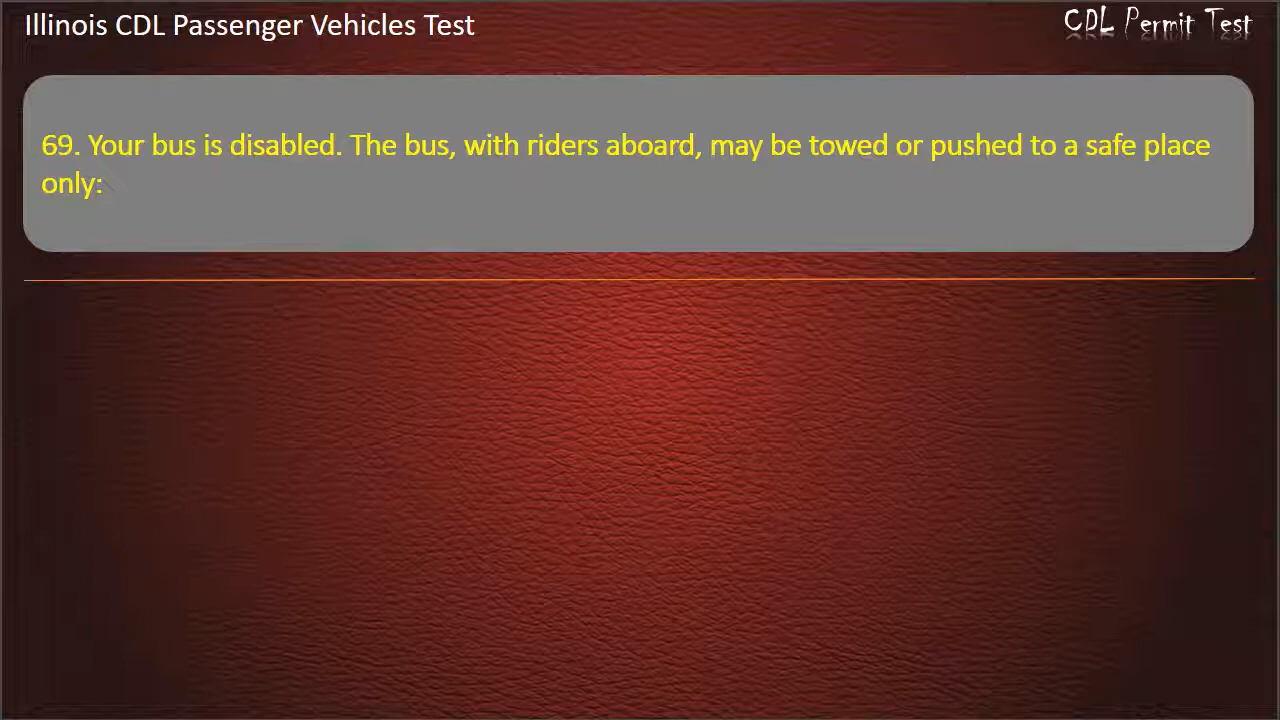 Illinois CDL Passenger Vehicles Test
CDL Permit Test
69. Your bus is disabled. The bus, with riders aboard, may be towed or pushed to a safe place
only: